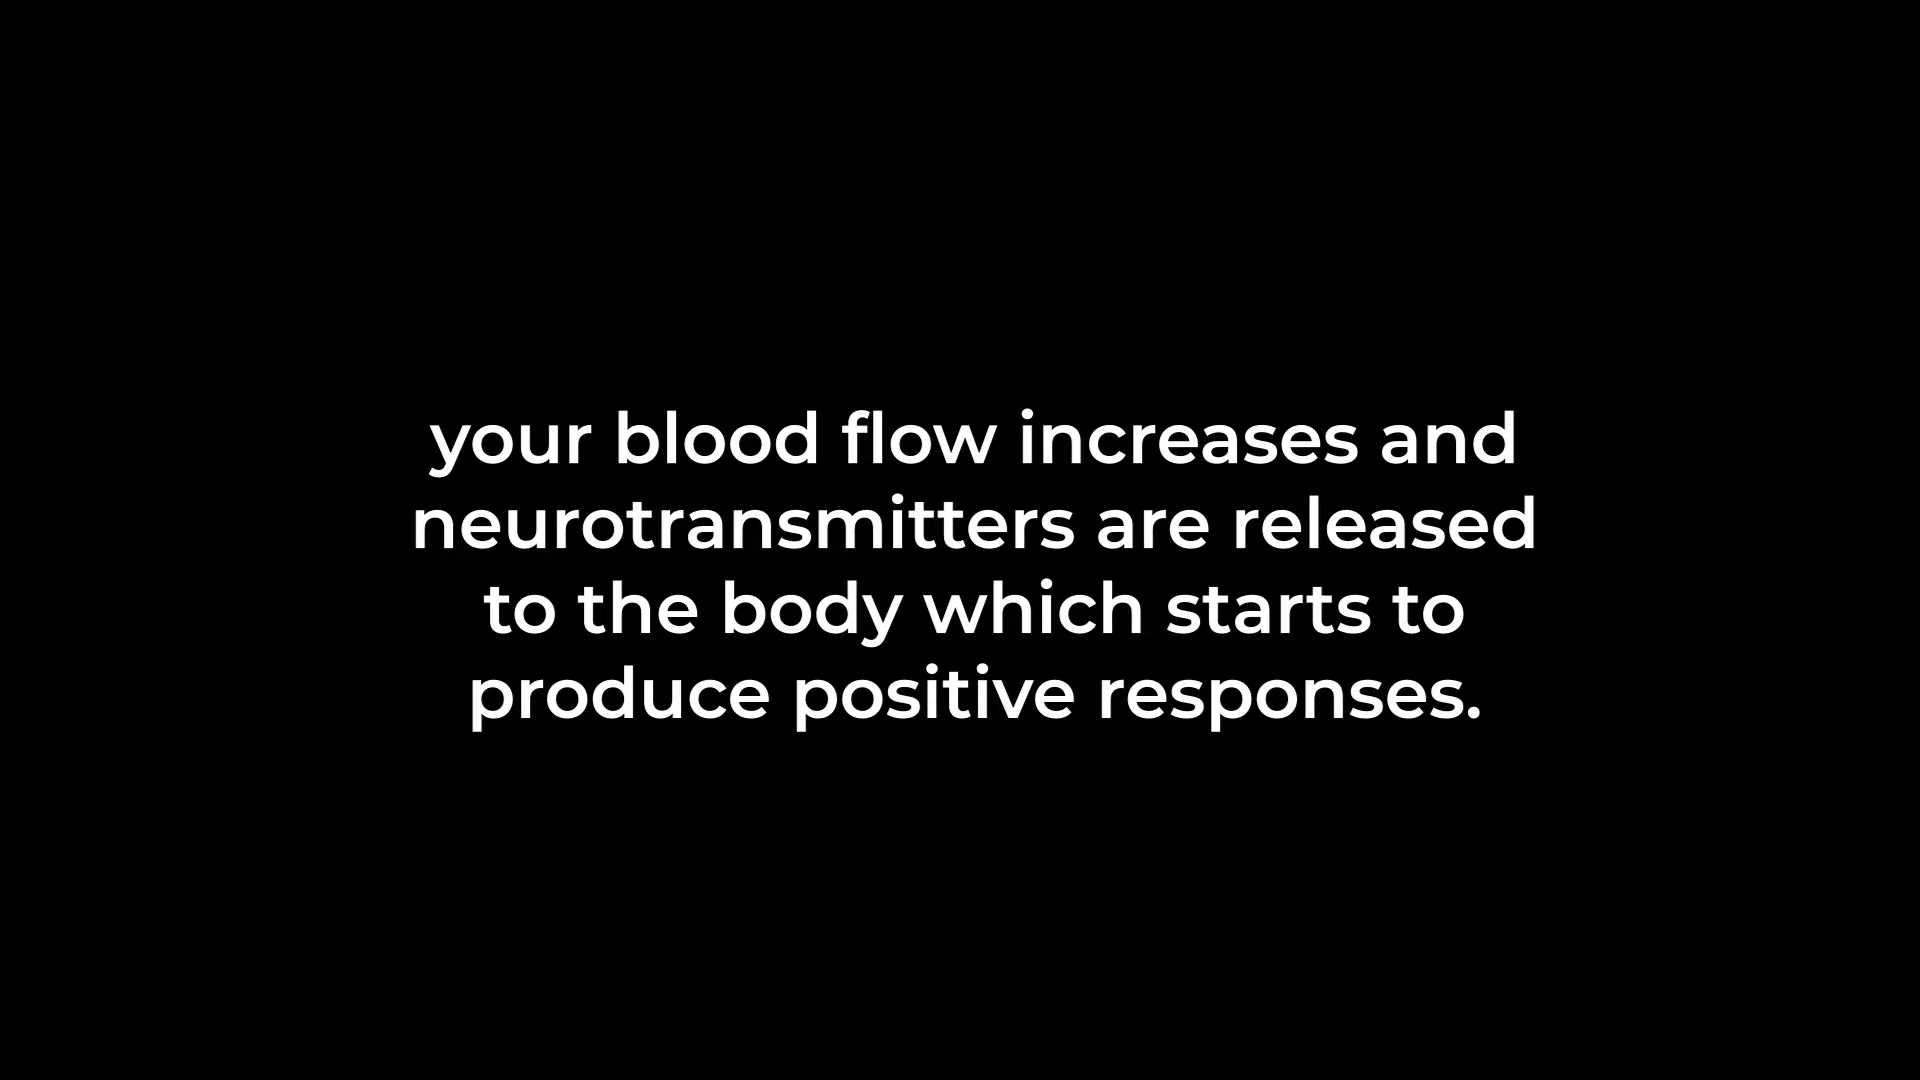 your blood flow increases and
neurotransmitters are released
to the body which starts to
produce positive responses.